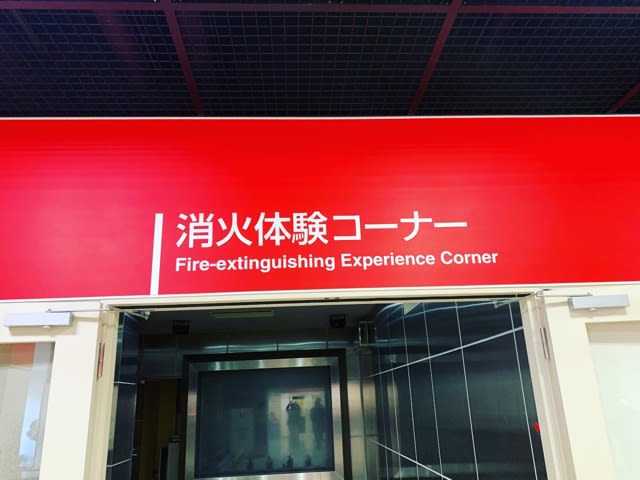 消火体験コーナー
Fire-extinguishing Experience Corner